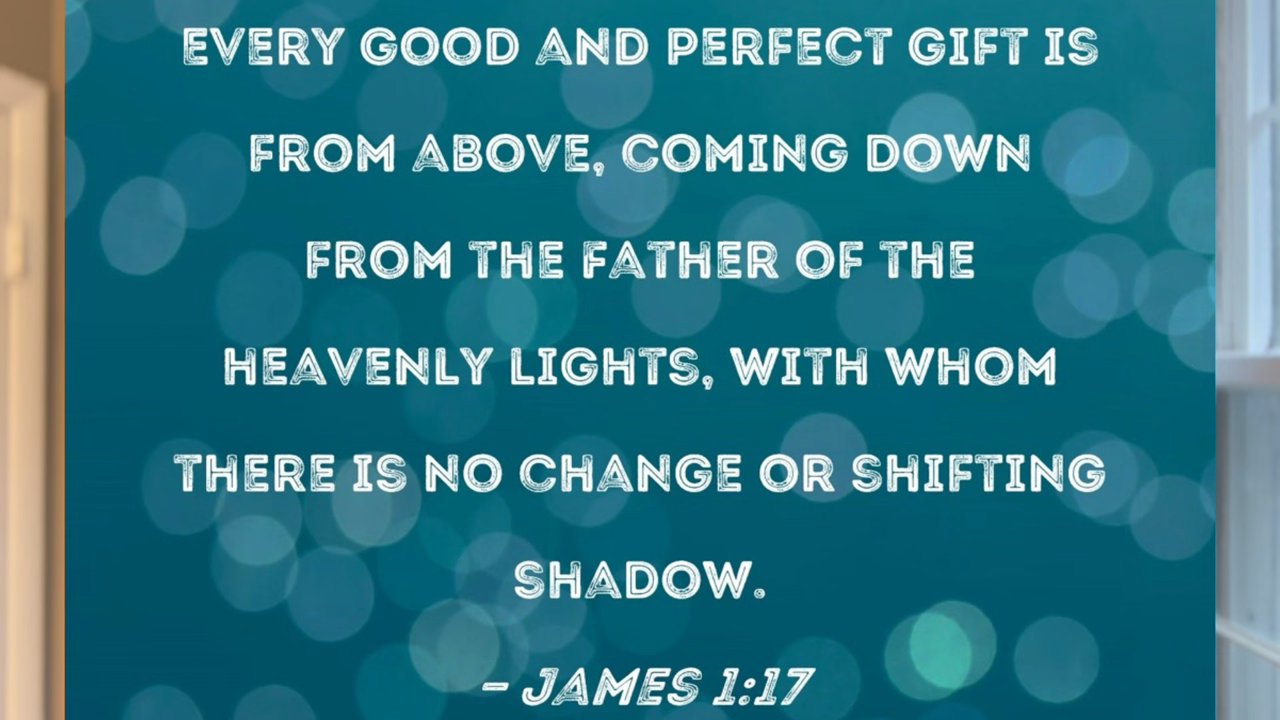 EVERY GOOD AND PERFECT GIFT IS
FROM ABOVE, COMING DOWN
FROM THE FATHER OF THE
HEAVENLY LIGHTS, WITH WHOM
THERE IS NO CHANGE OR SHIFTING
SHADOW.
- JAMES 1:17